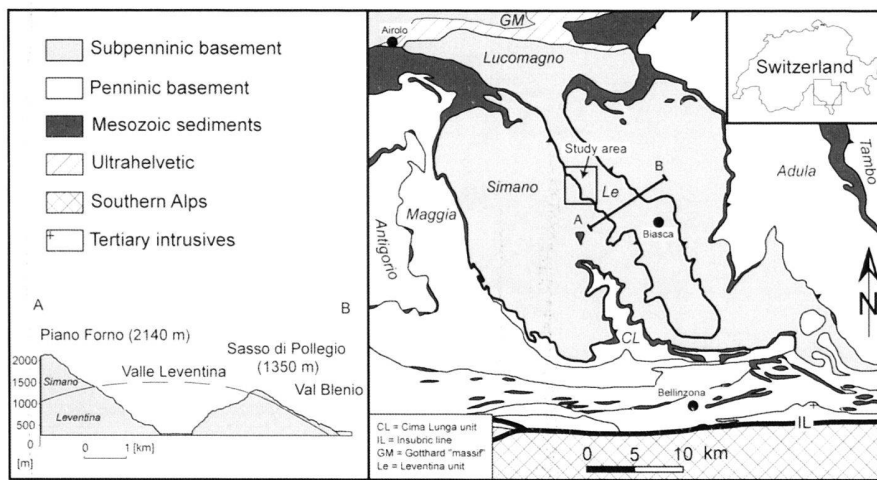 Subpenninic basement
Penninic basement
Mesozoic sediments
Ultrahelvetic
Southern Alps
Tertiary intrusives
A
B
Piano Forno (2140 m)
Sasso di Pollegio
(1350 m)
Valle Leventina
Val Blenio
2000
1500
1000
500
0
[m]
Simano
Leventina
0 1 [km]
GM
Airolo
Lucomagno
Switzerland
Study area
B
Simano
Le
Adula
Tambo
Maggia
A
Biasca
Antigorio
N
CL
Bellinzona
IL
CL = Cima Lunga unit
IL = Insubric line
GM = Gotthard "massif"
Le = Leventina unit
0 5 10 km